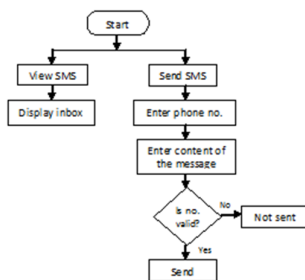 Start
View SMS
Send SMS
Display inbox
Enter phone no.
Enter content of
the message
Is no.
valid?
No
Not sent
Yes
Send